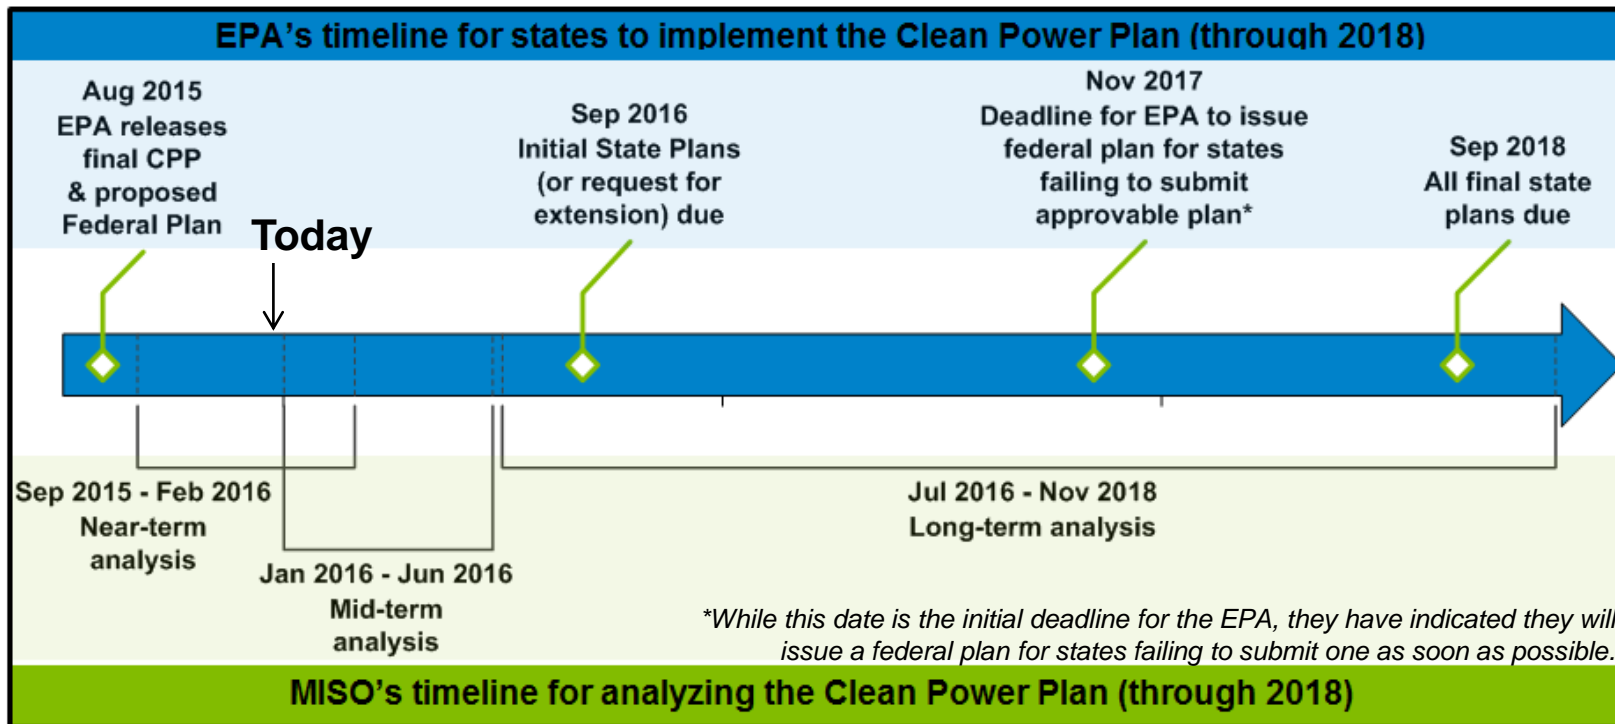 EPA's timeline for states to implement the Clean Power Plan (through 2018)
Aug 2015
EPA releases
final CPP
& proposed
Federal Plan
Today
Sep 2016
Initial State Plans
(or request for
extension) due
Nov 2017
Deadline for EPA to issue
federal plan for states
failing to submit
approvable plan*
Sep 2018
All final state
plans due
Sep 2015 - Feb 2016
Near-term
analysis
Jan 2016 - Jun 2016
Mid-term
analysis
Jul 2016 - Nov 2018
Long-term analysis
*While this date is the initial deadline for the EPA, they have indicated they will
issue a federal plan for states failing to submit one as soon as possible.
MISO's timeline for analyzing the Clean Power Plan (through 2018)